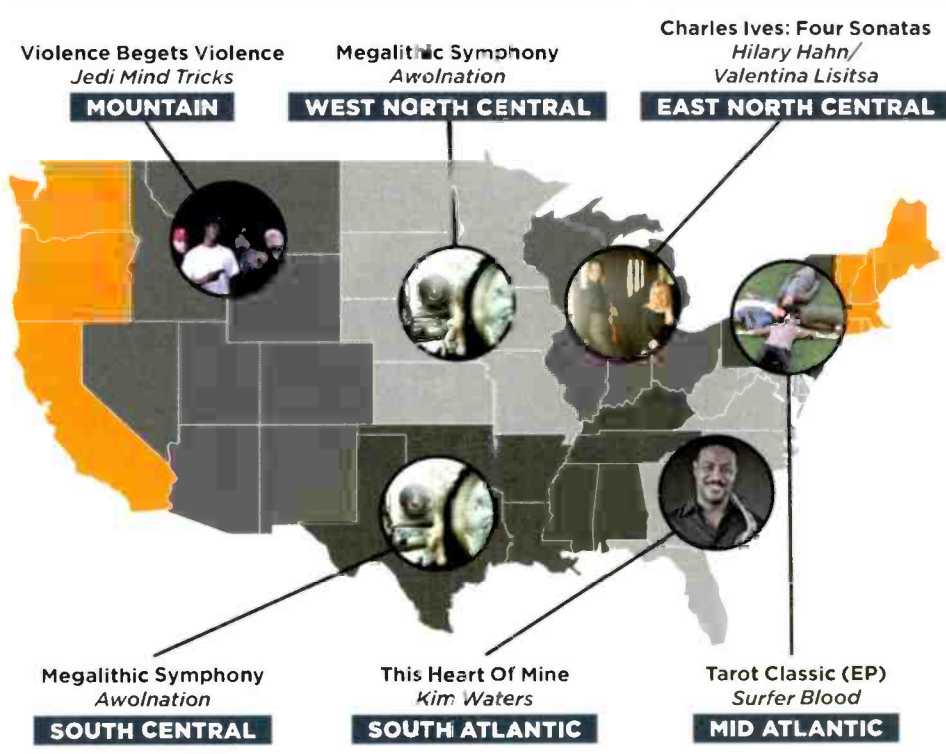 Violence Begets Violence
Jedi Mind Tricks
MOUNTAIN
Megalithic Symphony
Awolnation
WEST NORTH CENTRAL
Charles Ives: Four Sonatas
Hilary Hahn/
Valentina Lisitsa
EAST NORTH CENTRAL
Megalithic Symphony
Awolnation
SOUTH CENTRAL
This Heart Of Mine
Kim Waters
SOUTH ATLANTIC
Tarot Classic (EP)
Surfer Blood
MID ATLANTIC